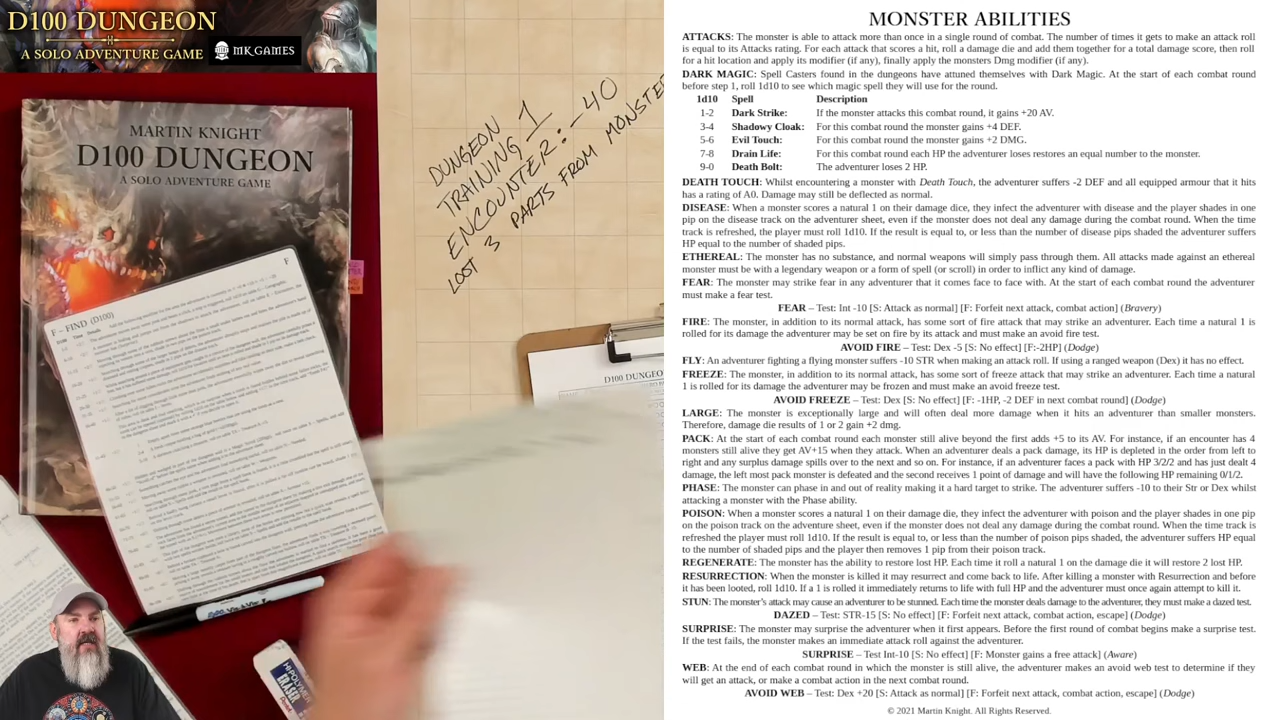 D100 DUNGEON
A SOLO ADVENTURE GAME
MK GAMES
MARTIN KNIGHT
D100 DUNGEON
A SOLO ADVENTURE GAME
F
F – FIND (D100)
DUNGEON
TRAINING 1
ENCOUNTER: -40
LOST 3 PARTS FROM MONSTE
D100 DUNGEO
ERASER
MONSTER ABILITIES
ATTACKS: The monster is able to attack more than once in a single round of combat. The number of times it gets to make an attack roll
is equal to its Attacks rating. For each attack that scores a hit, roll a damage die and add them together for a total damage score, then roll
for a hit location and apply its modifier (if any), finally apply the monsters Dmg modifier (if any).
DARK MAGIC: Spell Casters found in the dungeons have attuned themselves with Dark Magic. At the start of each combat round
before step 1, roll 1d10 to see which magic spell they will use for the round.
1d10 Spell Description
1-2 Dark Strike: If the monster attacks this combat round, it gains +20 AV.
3-4 Shadowy Cloak: For this combat round the monster gains +4 DEF.
5-6 Evil Touch: For this combat round the monster gains +2 DMG.
7-8 Drain Life: For this combat round each HP the adventurer loses restores an equal number to the monster.
9-0 Death Bolt: The adventurer loses 2 HP.
DEATH TOUCH: Whilst encountering a monster with Death Touch, the adventurer suffers -2 DEF and all equipped armour that it hits
has a rating of A0. Damage may still be deflected as normal.
DISEASE: When a monster scores a natural 1 on their damage dice, they infect the adventurer with disease and the player shades in one
pip on the disease track on the adventurer sheet, even if the monster does not deal any damage during the combat round. When the time
track is refreshed, the player must roll 1d10. If the result is equal to, or less than the number of disease pips shaded the adventurer suffers
HP equal to the number of shaded pips.
ETHEREAL: The monster has no substance, and normal weapons will simply pass through them. All attacks made against an ethereal
monster must be with a legendary weapon or a form of spell (or scroll) in order to inflict any kind of damage.
FEAR: The monster may strike fear in any adventurer that it comes face to face with. At the start of each combat round the adventurer
must make a fear test.
FEAR – Test: Int -10 [S: Attack as normal] [F: Forfeit next attack, combat action] (Bravery)
FIRE: The monster, in addition to its normal attack, has some sort of fire attack that may strike an adventurer. Each time a natural 1 is
rolled for its damage the adventurer may be set on fire by its attack and must make an avoid fire test.
AVOID FIRE – Test: Dex -5 [S: No effect] [F:-2HP] (Dodge)
FLY: An adventurer fighting a flying monster suffers -10 STR when making an attack roll. If using a ranged weapon (Dex) it has no effect.
FREEZE: The monster, in addition to its normal attack, has some sort of freeze attack that may strike an adventurer. Each time a natural
1 is rolled for its damage the adventurer may be frozen and must make an avoid freeze test.
AVOID FREEZE – Test: Dex [S: No effect] [F: -1HP, -2 DEF in next combat round] (Dodge)
LARGE: The monster is exceptionally large and will often deal more damage when it hits an adventurer than smaller monsters.
Therefore, damage die results of 1 or 2 gain +2 dmg.
PACK: At the start of each combat round each monster still alive beyond the first adds +5 to its AV. For instance, if an encounter has 4
monsters still alive they get AV+15 when they attack. When an adventurer deals a pack damage, its HP is depleted in the order from left to
right and any surplus damage spills over to the next and so on. For instance, if an adventurer faces a pack with HP 3/2/2 and has just dealt 4
damage, the left most pack monster is defeated and the second receives 1 point of damage and will have the following HP remaining 0/1/2.
PHASE: The monster can phase in and out of reality making it a hard target to strike. The adventurer suffers -10 to their Str or Dex whilst
attacking a monster with the Phase ability.
POISON: When a monster scores a natural 1 on their damage die, they infect the adventurer with poison and the player shades in one pip
on the poison track on the adventure sheet, even if the monster does not deal any damage during the combat round. When the time track is
refreshed the player must roll 1d10. If the result is equal to, or less than the number of poison pips shaded, the adventurer suffers HP equal
to the number of shaded pips and the player then removes 1 pip from their poison track.
REGENERATE: The monster has the ability to restore lost HP. Each time it roll a natural 1 on the damage die it will restore 2 lost HP.
RESURRECTION: When the monster is killed it may resurrect and come back to life. After killing a monster with Resurrection and before
it has been looted, roll 1d10. If a 1 is rolled it immediately returns to life with full HP and the adventurer must once again attempt to kill it.
STUN: The monster's attack may cause an adventurer to be stunned. Each time the monster deals damage to the adventurer, they must make a dazed test.
DAZED – Test: STR-15 [S: No effect] [F: Forfeit next attack, combat action, escape] (Dodge)
SURPRISE: The monster may surprise the adventurer when it first appears. Before the first round of combat begins make a surprise test.
If the test fails, the monster makes an immediate attack roll against the adventurer.
SURPRISE – Test Int-10 [S: No effect] [F: Monster gains a free attack] (Aware)
WEB: At the end of each combat round in which the monster is still alive, the adventurer makes an avoid web test to determine if they
will get an attack, or make a combat action in the next combat round.
AVOID WEB – Test: Dex +20 [S: Attack as normal] [F: Forfeit next attack, combat action, escape] (Dodge)
© 2021 Martin Knight. All Rights Reserved.